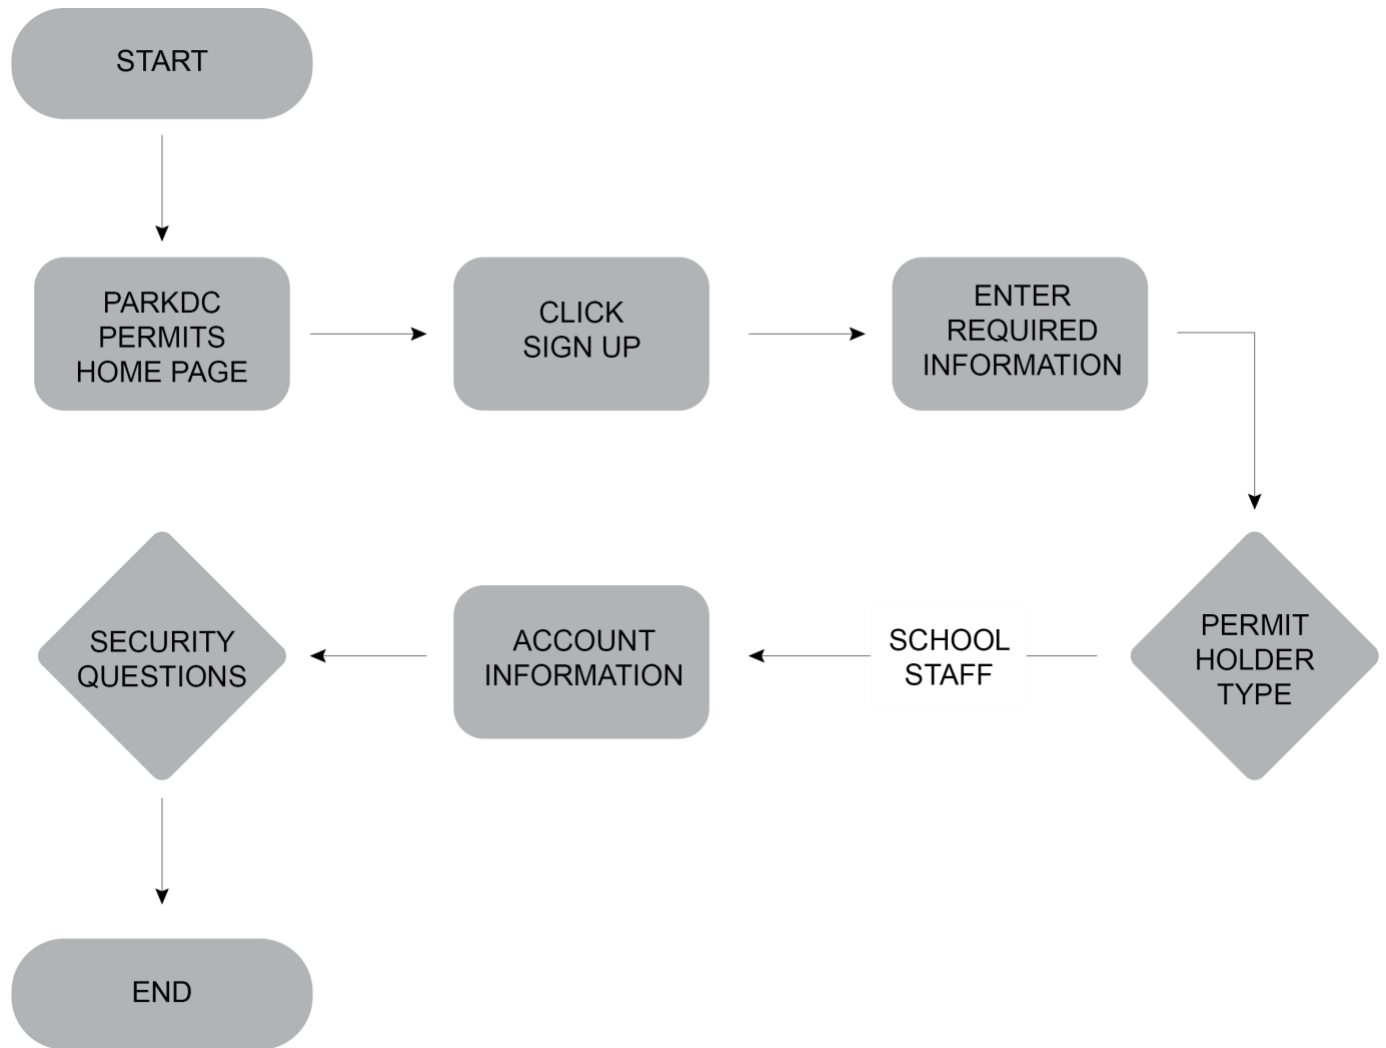 START
PARKDC
PERMITS
HOME PAGE
CLICK
SIGN UP
ENTER
REQUIRED
INFORMATION
PERMIT
HOLDER
TYPE
SCHOOL
STAFF
ACCOUNT
INFORMATION
SECURITY
QUESTIONS
END